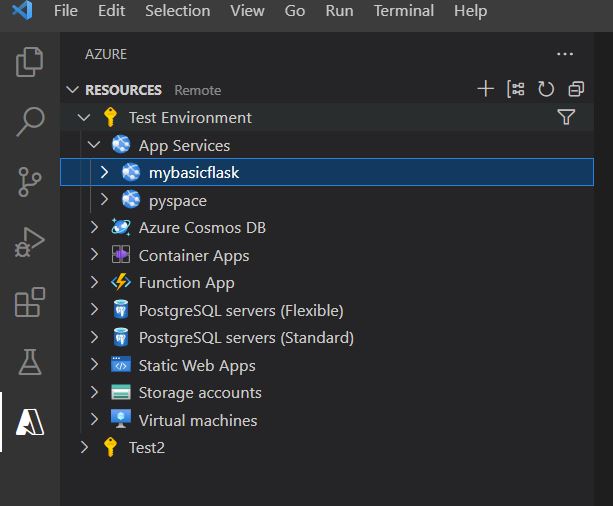 File Edit Selection View Go Run Terminal Help
AZURE
RESOURCES Remote
Test Environment
App Services
mybasicflask
pyspace
Azure Cosmos DB
Container Apps
Function App
PostgreSQL servers (Flexible)
PostgreSQL servers (Standard)
Static Web Apps
Storage accounts
Virtual machines
Test2